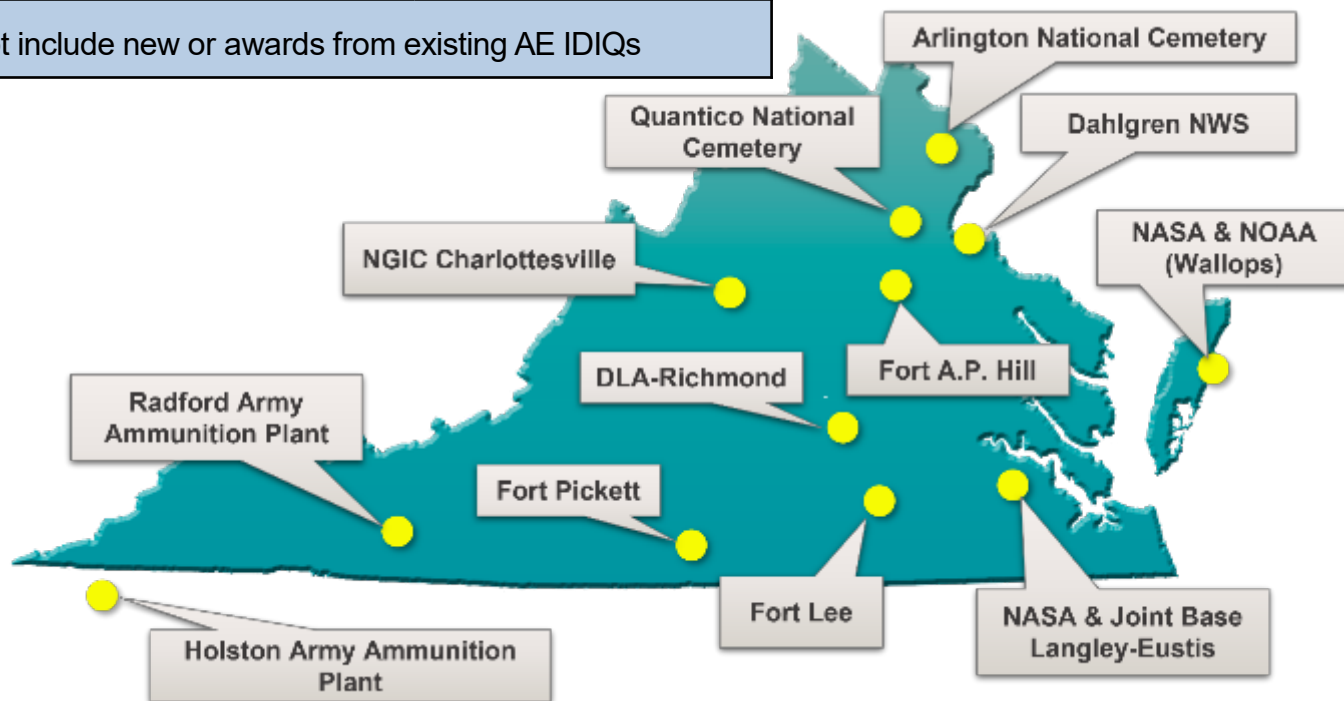 t include new or awards from existing AE IDIQs
Arlington National Cemetery
Quantico National
Cemetery
Dahlgren NWS
NASA & NOAA
(Wallops)
NGIC Charlottesville
Fort A.P. Hill
DLA-Richmond
Radford Army
Ammunition Plant
Fort Pickett
Fort Lee
NASA & Joint Base
Langley-Eustis
Holston Army Ammunition
Plant